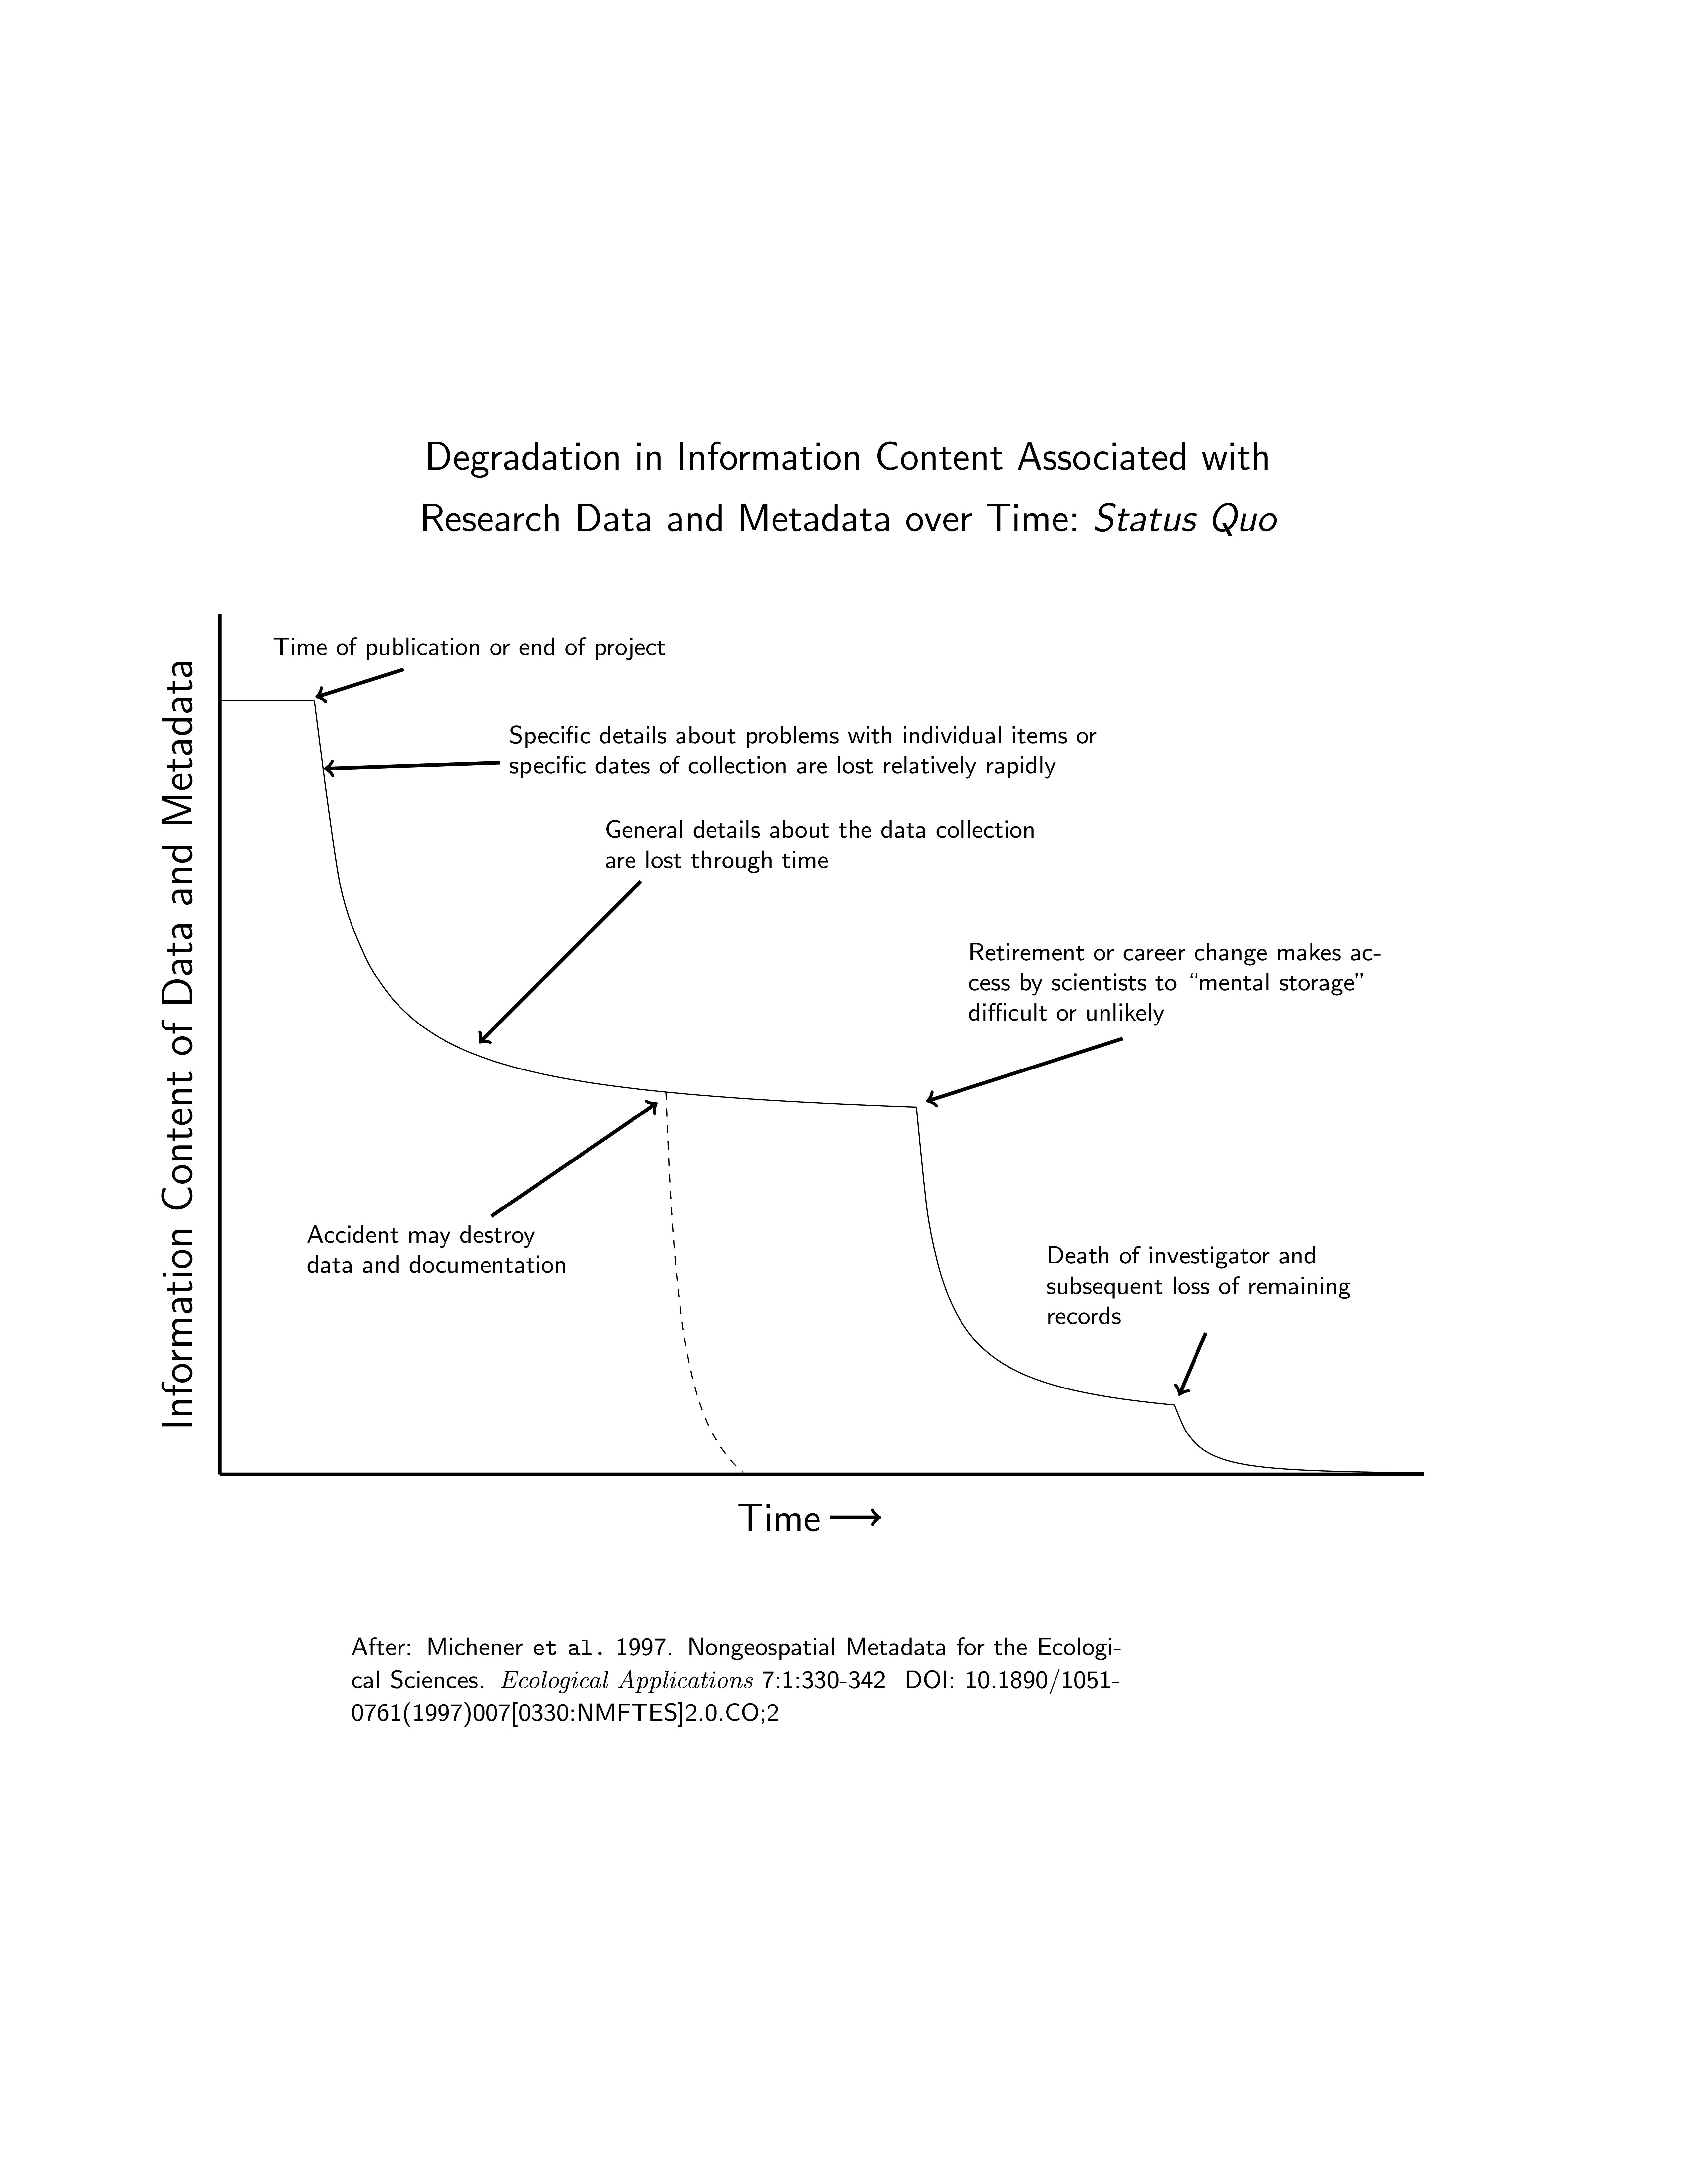 Degradation in Information Content Associated with
Research Data and Metadata over Time: Status Quo
Information Content of Data and Metadata
Time of publication or end of project
Specific details about problems with individual items or
specific dates of collection are lost relatively rapidly
General details about the data collection
are lost through time
Retirement or career change makes ac-
cess by scientists to “mental storage”
difficult or unlikely
Accident may destroy
data and documentation
Death of investigator and
subsequent loss of remaining
records
Time
After: Michener et al. 1997. Nongeospatial Metadata for the Ecologi-
cal Sciences. Ecological Applications 7:1:330-342 DOI: 10.1890/1051-
0761(1997)007[0330:NMFTES]2.0.CO;2